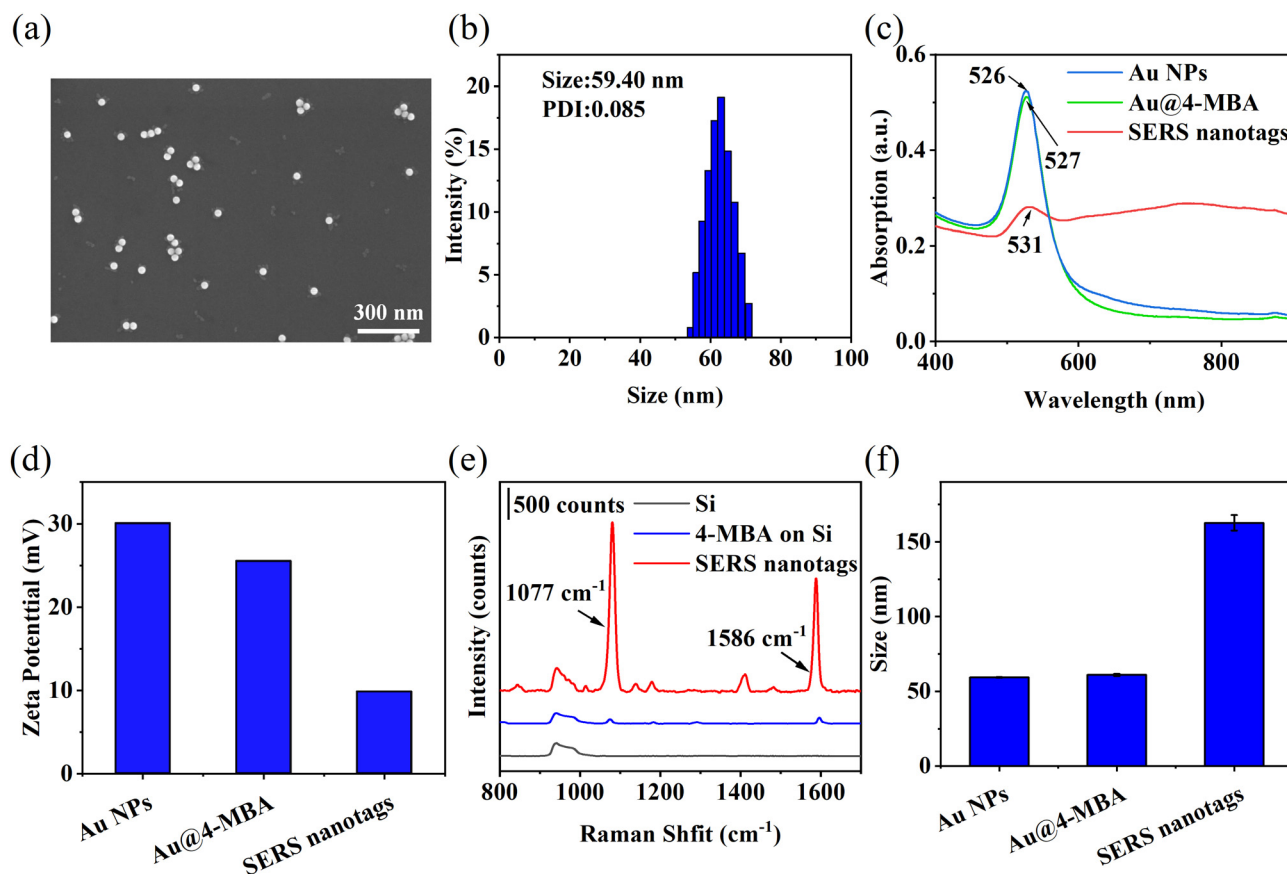 (a)
300 nm
(b)
Size:59.40 nm
PDI:0.085
20
15
10
5
0
Intensity (%)
0 20 40 60 80 100
Size (nm)
(c)
0.6
0.4
0.2
0.0
Absorption (a.u.)
526
527
531
Au NPs
Au@4-MBA
SERS nanotags
400 600 800
Wavelength (nm)
(d)
30
20
10
0
Zeta Potenttial (mV)
Au NPs
Au@4-MBA
SERS nanotags
(e)
500 counts
Si
4-MBA on Si
SERS nanotags
1077 cm⁻¹
1586 cm⁻¹
Intensity (counts)
800 1000 1200 1400 1600
Raman Shfit (cm⁻¹)
(f)
150
100
50
0
Size (nm)
Au NPs
Au@4-MBA
SERS nanotags